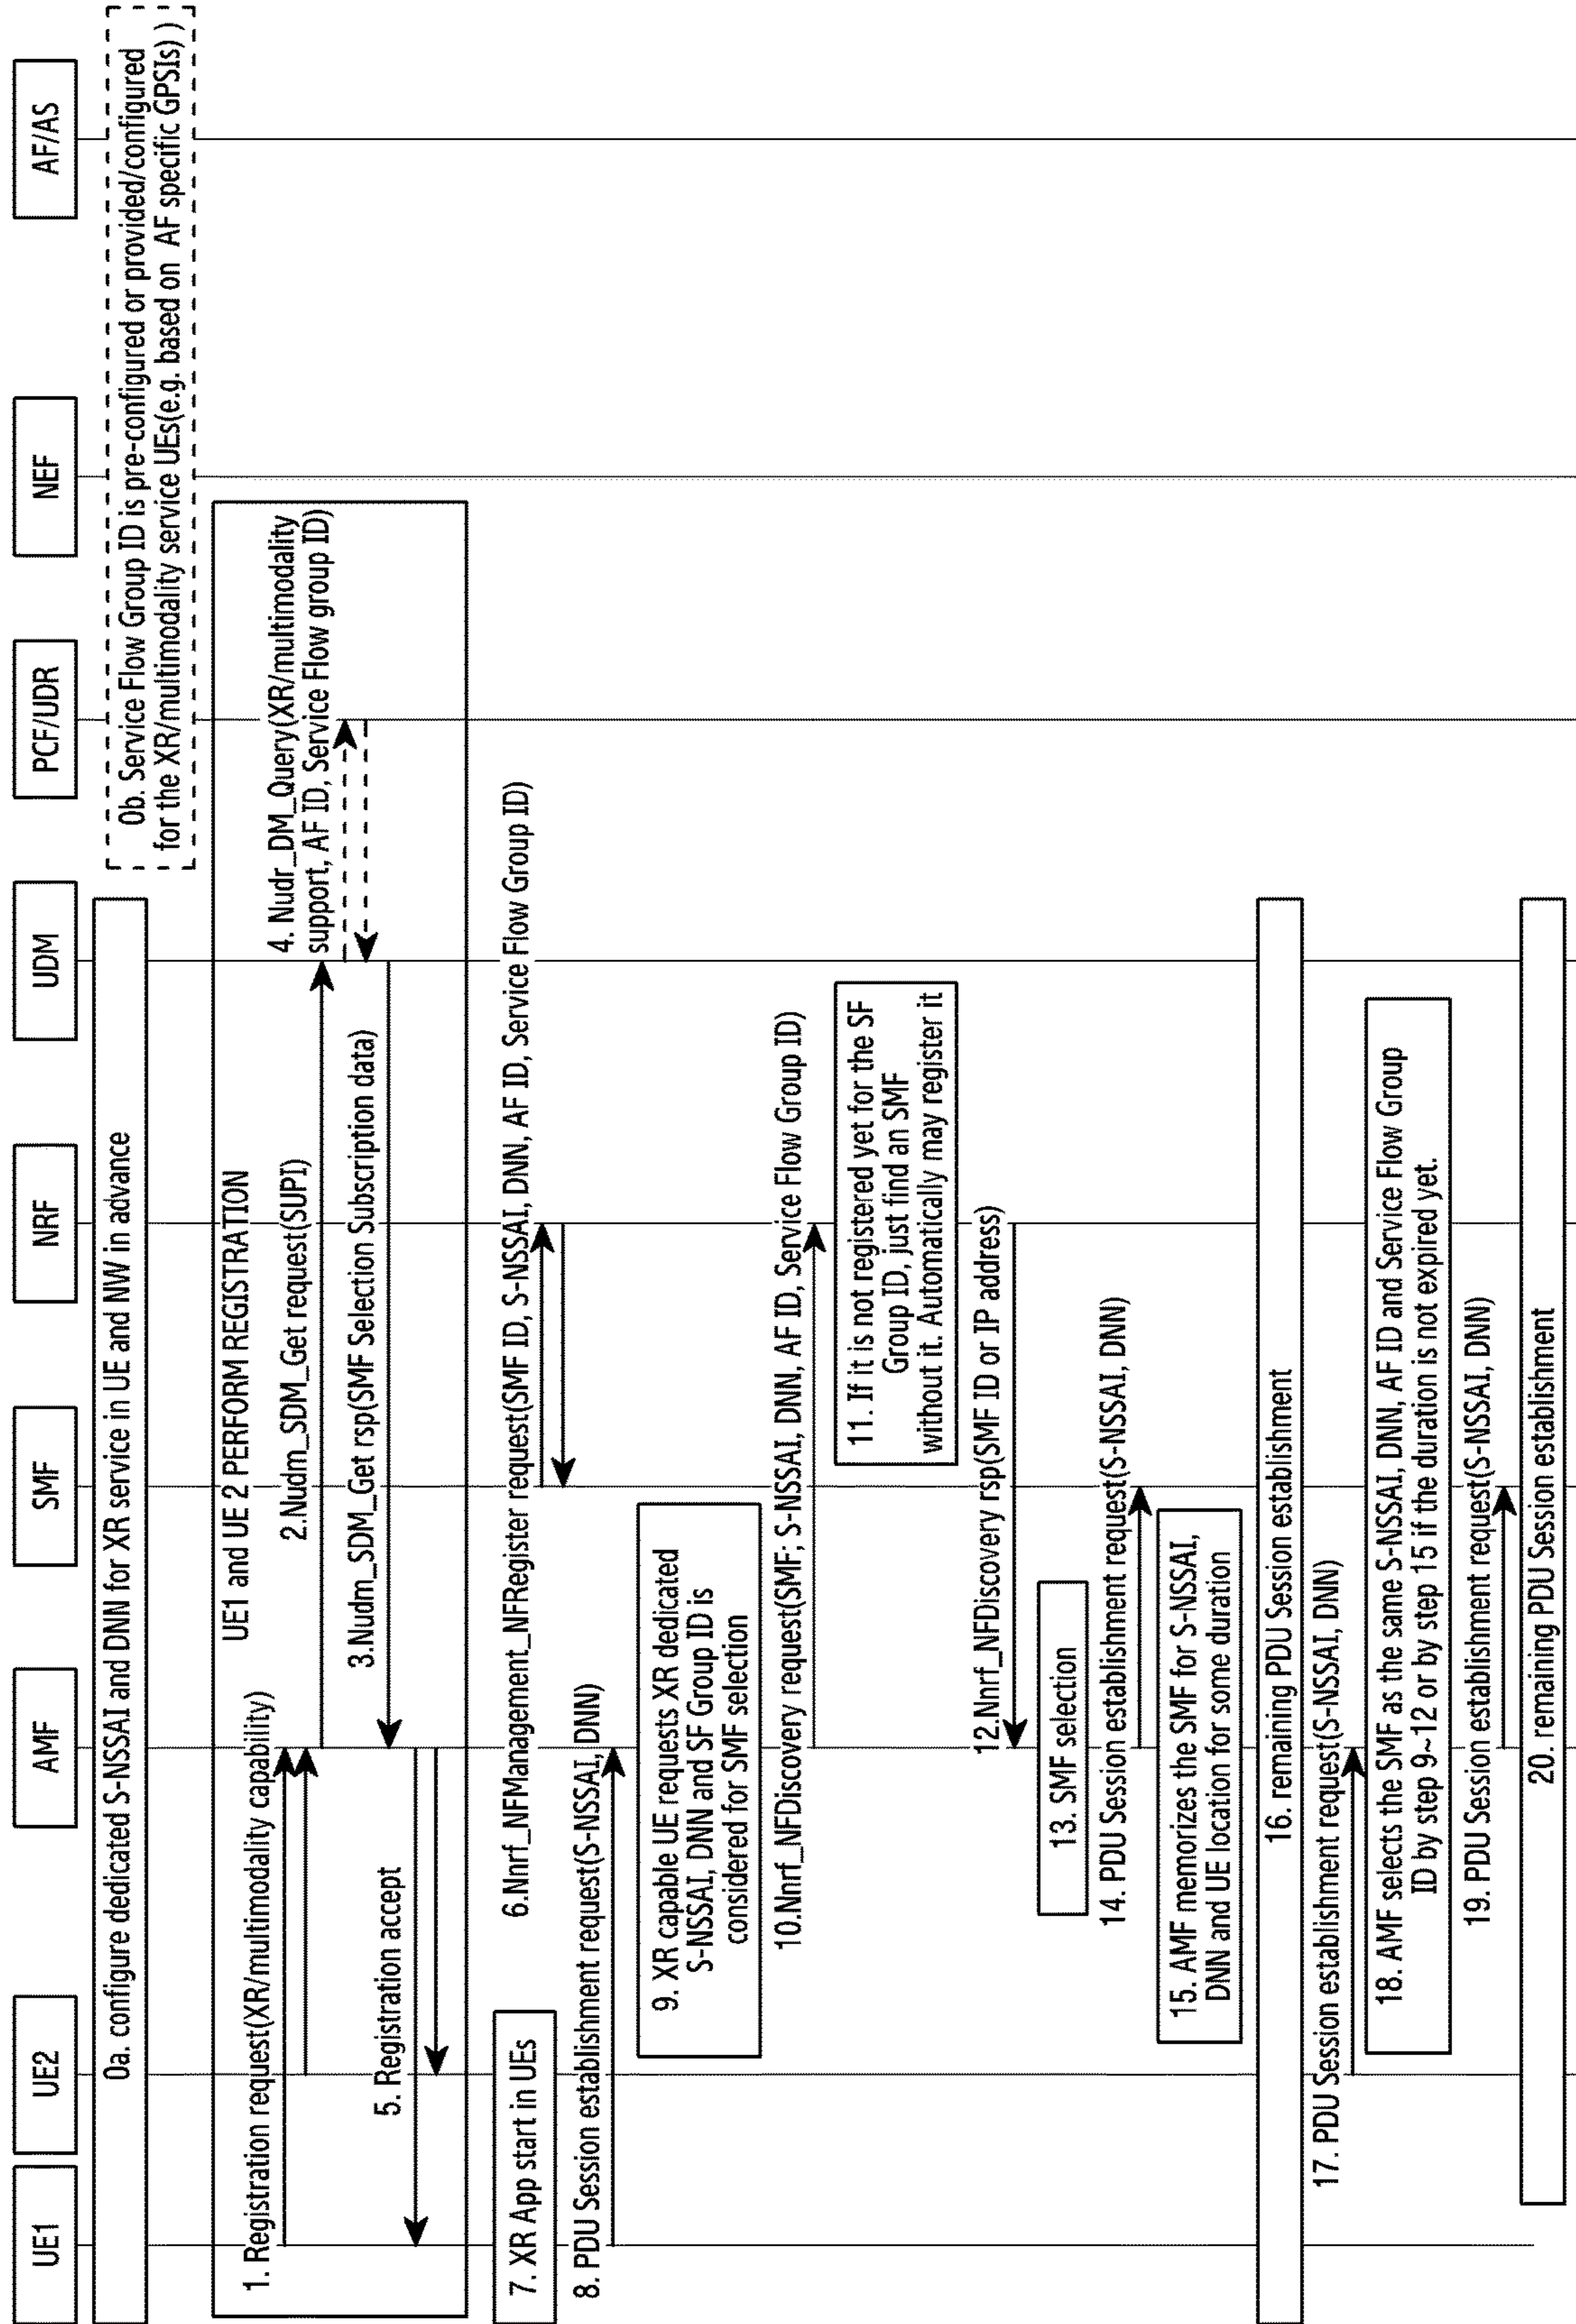 UE1
UE2
AMF
SMF
NRF
UDM
PCF/UDR
NEF
AF/AS
0a. configure dedicated S-NSSAI and DNN for XR service in UE and NW in advance
0b. Service Flow Group ID is pre-configured or provided/configured
for the XR/multimodality service UEs(e.g. based on AF specific GPSIs) )
UE1 and UE 2 PERFORM REGISTRATION
1. Registration request(XR/multimodality capability)
2.Nudm_SDM_Get request(SUPI)
4. Nudr_DM_Query(XR/multimodality
support, AF ID, Service Flow group ID)
3.Nudm_SDM_Get rsp(SMF Selection Subscription data)
5. Registration accept
6.Nnrf_NFManagement_NFRegister request(SMF ID, S-NSSAI, DNN, AF ID, Service Flow Group ID)
7. XR App start in UEs
8. PDU Session establishment request(S-NSSAI, DNN)
9. XR capable UE requests XR dedicated
S-NSSAI, DNN and SF Group ID is
considered for SMF selection
10.Nnrf_NFDiscovery request(SMF; S-NSSAI, DNN, AF ID, Service Flow Group ID)
11. If it is not registered yet for the SF
Group ID, just find an SMF
without it. Automatically may register it
12.Nnrf_NFDiscovery rsp(SMF ID or IP address)
13. SMF selection
14. PDU Session establishment request(S-NSSAI, DNN)
15. AMF memorizes the SMF for S-NSSAI,
DNN and UE location for some duration
16. remaining PDU Session establishment
17. PDU Session establishment request(S-NSSAI, DNN)
18. AMF selects the SMF as the same S-NSSAI, DNN, AF ID and Service Flow Group
ID by step 9~12 or by step 15 if the duration is not expired yet.
19. PDU Session establishment request(S-NSSAI, DNN)
20. remaining PDU Session establishment